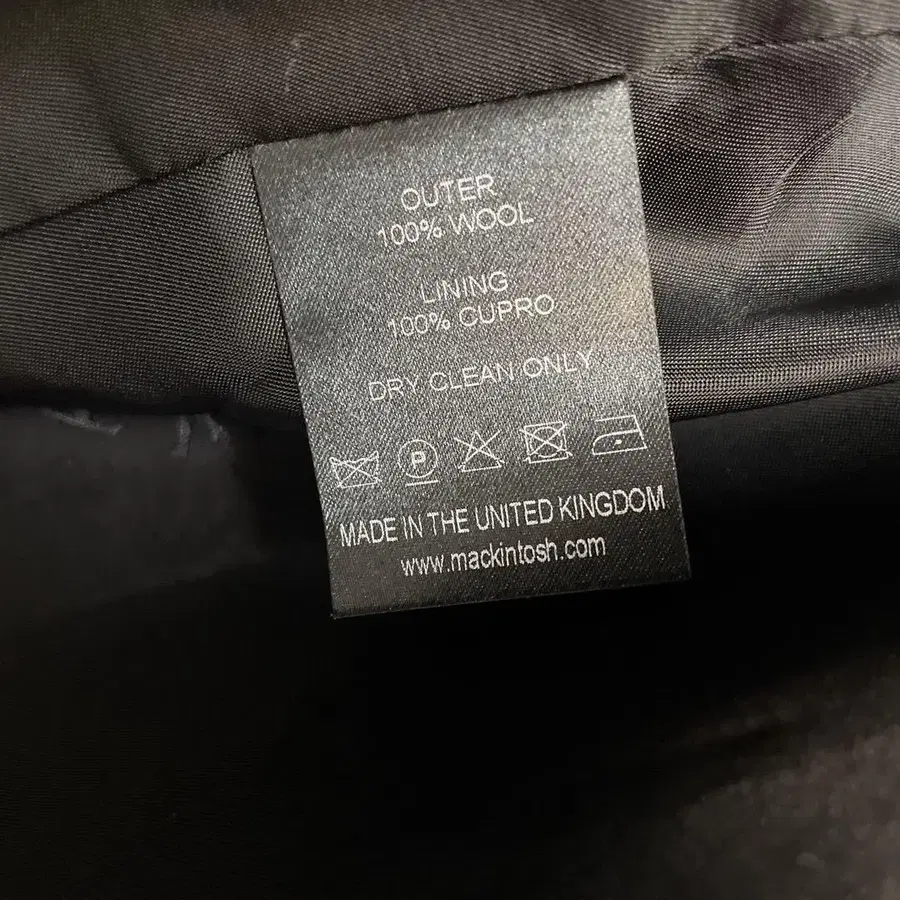 OUTER
100% WOOL
LINING
100% CUPRO
DRY CLEAN ONLY
P
MADE IN THE UNITED KINGDOM
www.mackintosh.com